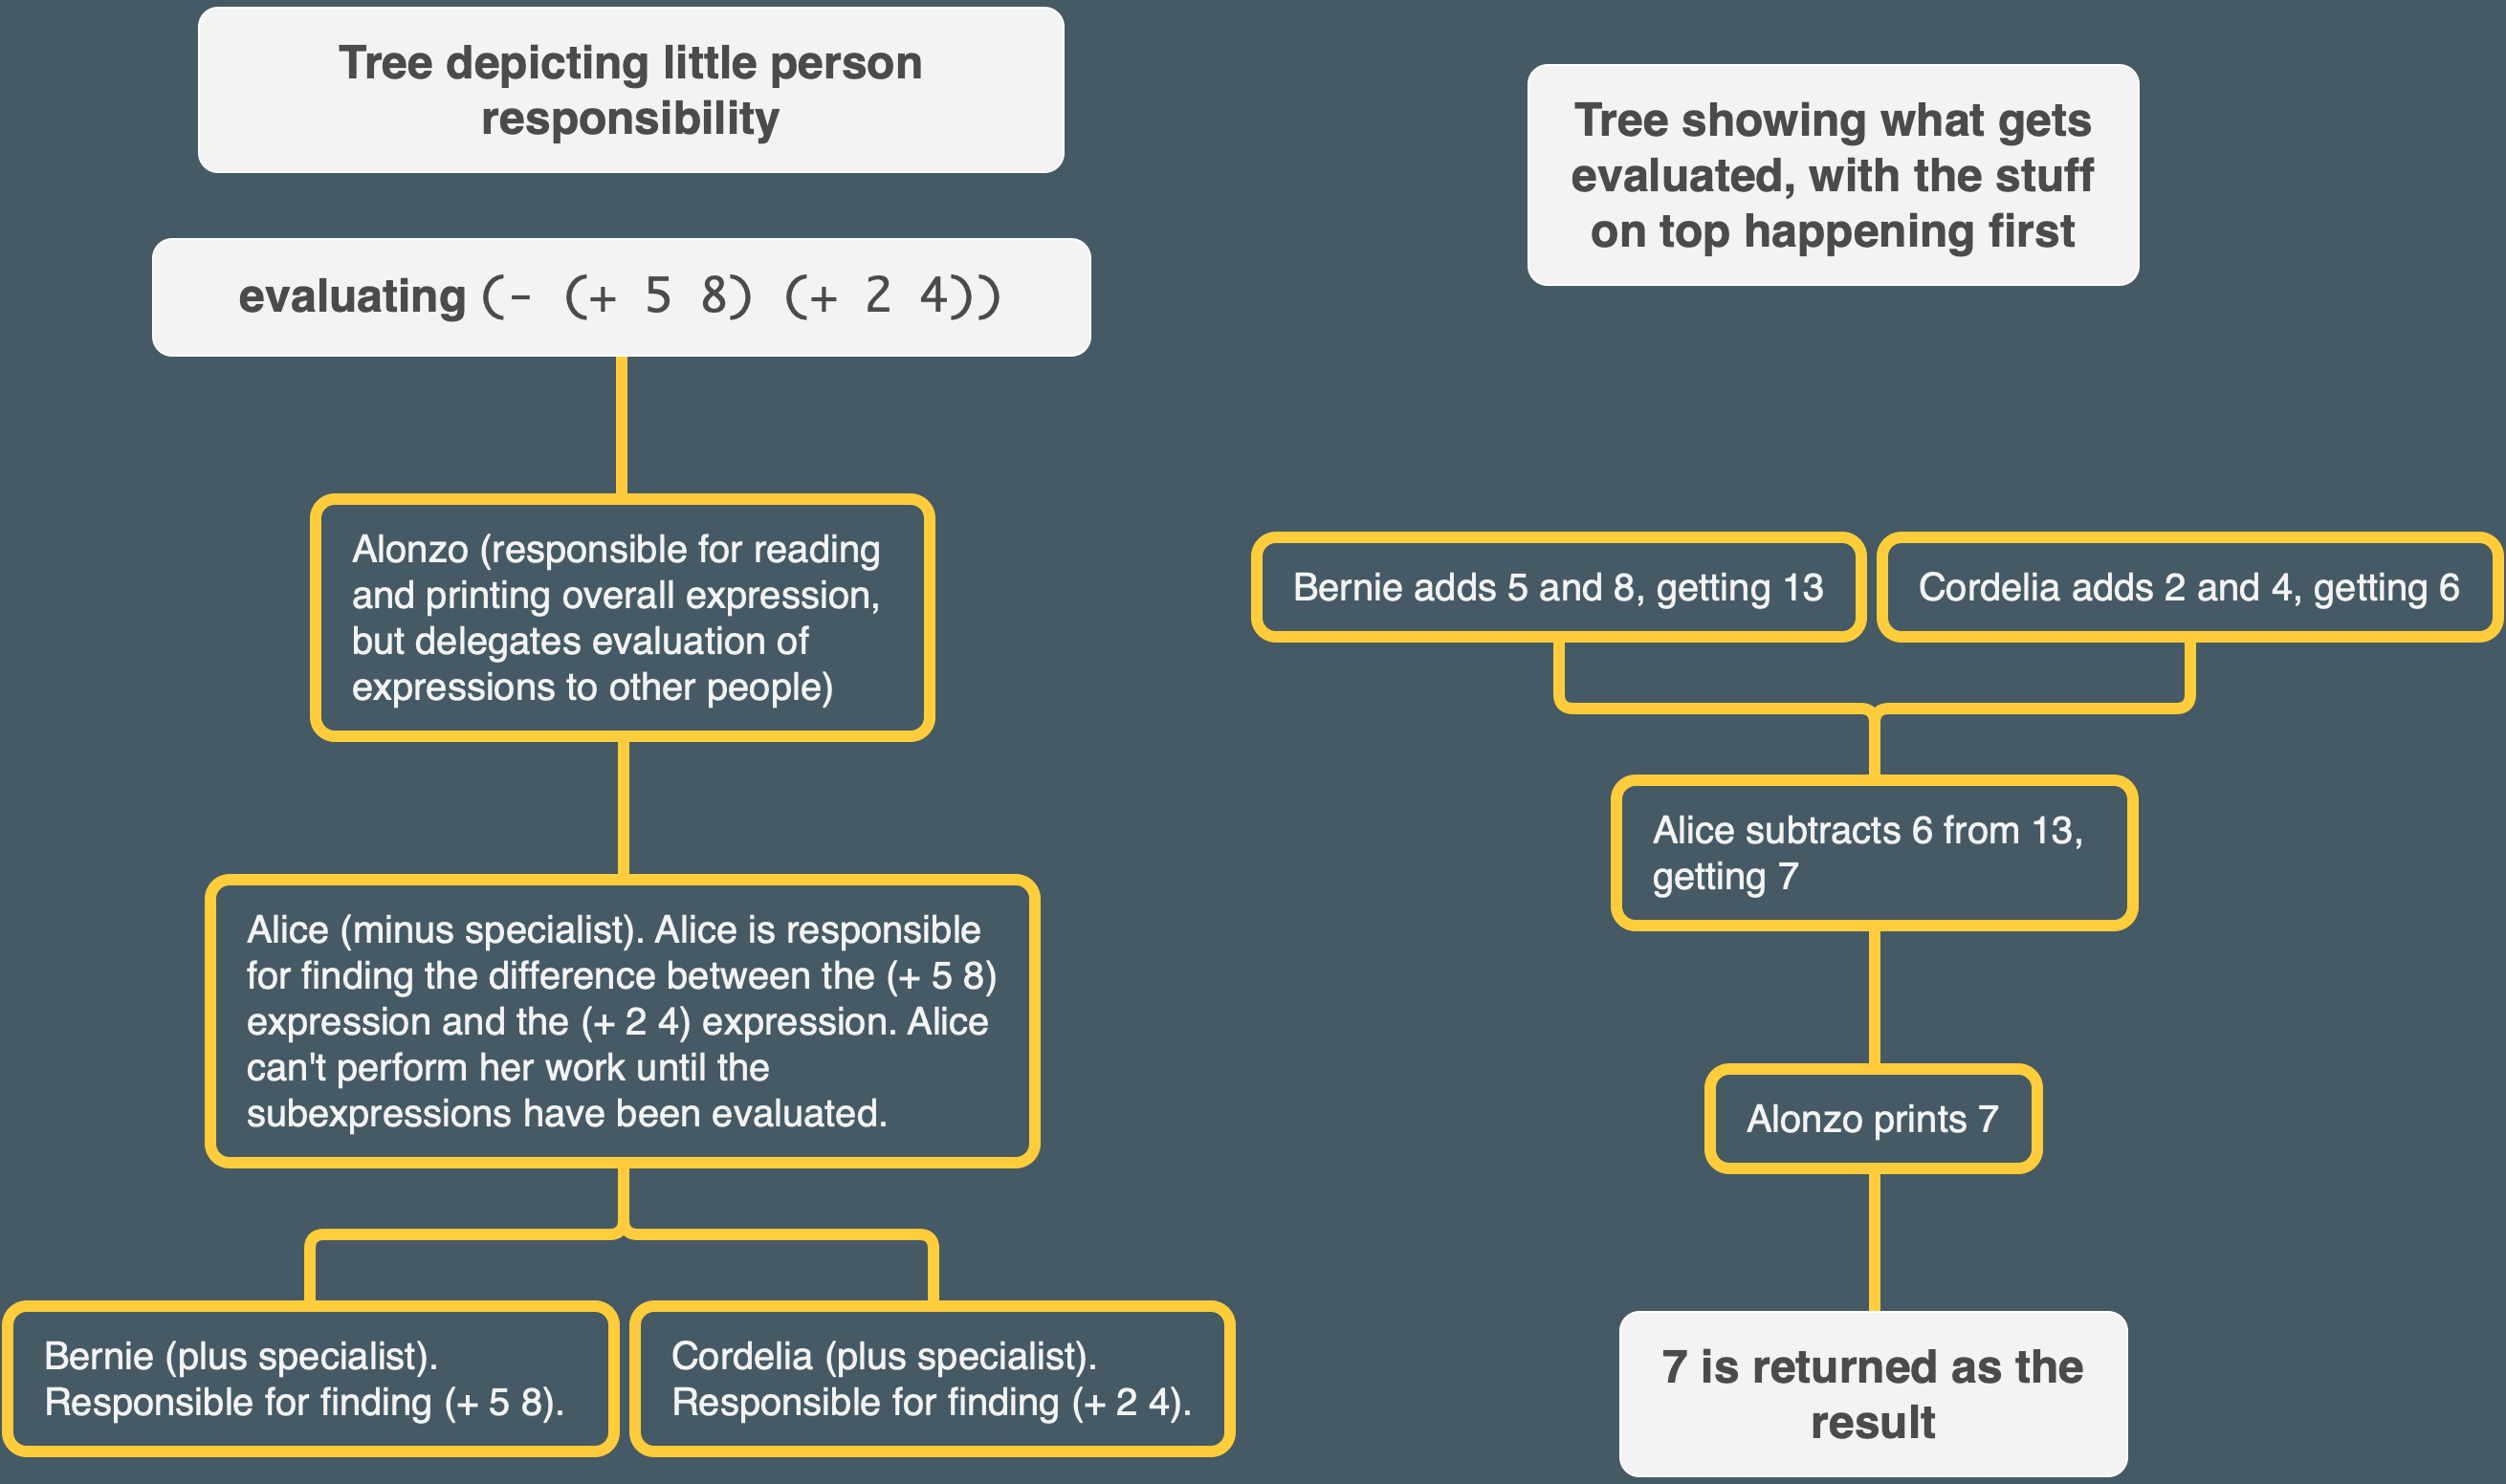 Tree depicting little person
responsibility
evaluating (- (+ 5 8) (+ 2 4))
Alonzo (responsible for reading
and printing overall expression,
but delegates evaluation of
expressions to other people)
Alice (minus specialist). Alice is responsible
for finding the difference between the (+ 5 8)
expression and the (+ 2 4) expression. Alice
can't perform her work until the
subexpressions have been evaluated.
Bernie (plus specialist).
Responsible for finding (+ 5 8).
Cordelia (plus specialist).
Responsible for finding (+ 2 4).
Tree showing what gets
evaluated, with the stuff
on top happening first
Bernie adds 5 and 8, getting 13
Cordelia adds 2 and 4, getting 6
Alice subtracts 6 from 13,
getting 7
Alonzo prints 7
7 is returned as the
result